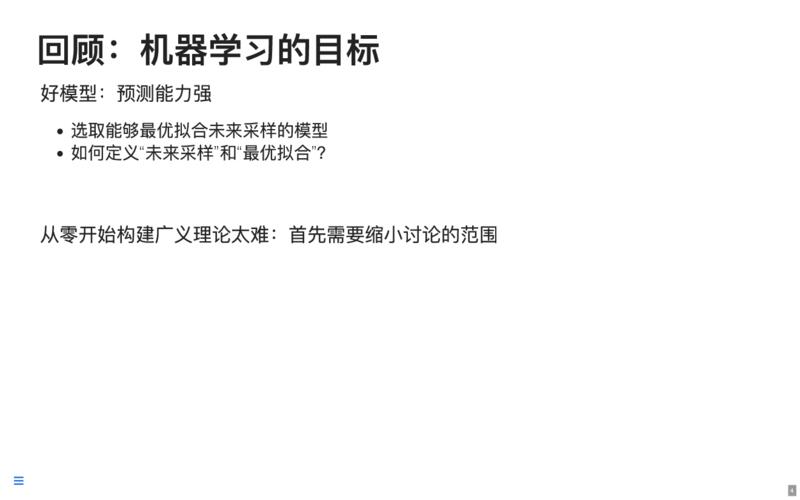 回顾：机器学习的目标
好模型：预测能力强
• 选取能够最优拟合未来采样的模型
• 如何定义“未来采样”和“最优拟合”？
从零开始构建广义理论太难：首先需要缩小讨论的范围
4